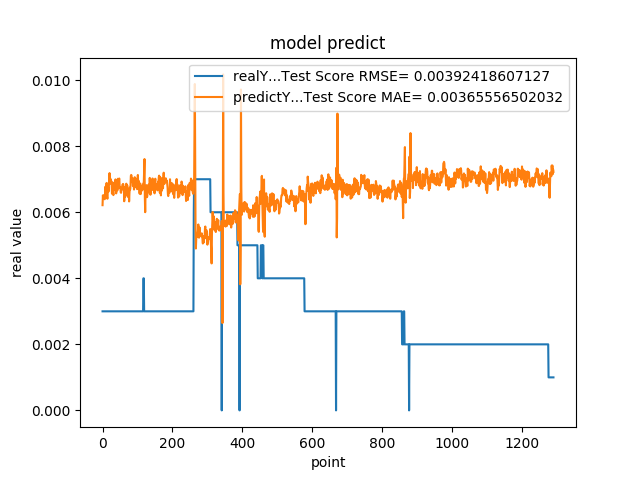 model predict
realY...Test Score RMSE= 0.00392418607127
predictY...Test Score MAE= 0.00365556502032
0.010
0.008
0.006
0.004
0.002
0.000
real value
0 200 400 600 800 1000 1200
point